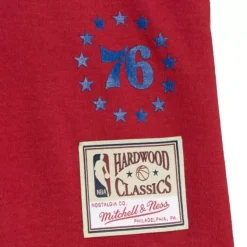 76
HARDWOOD
CLASSICS
NBA
NOSTALGIA CO.
Mitchell & Ness
PHILADELPHIA, PA.